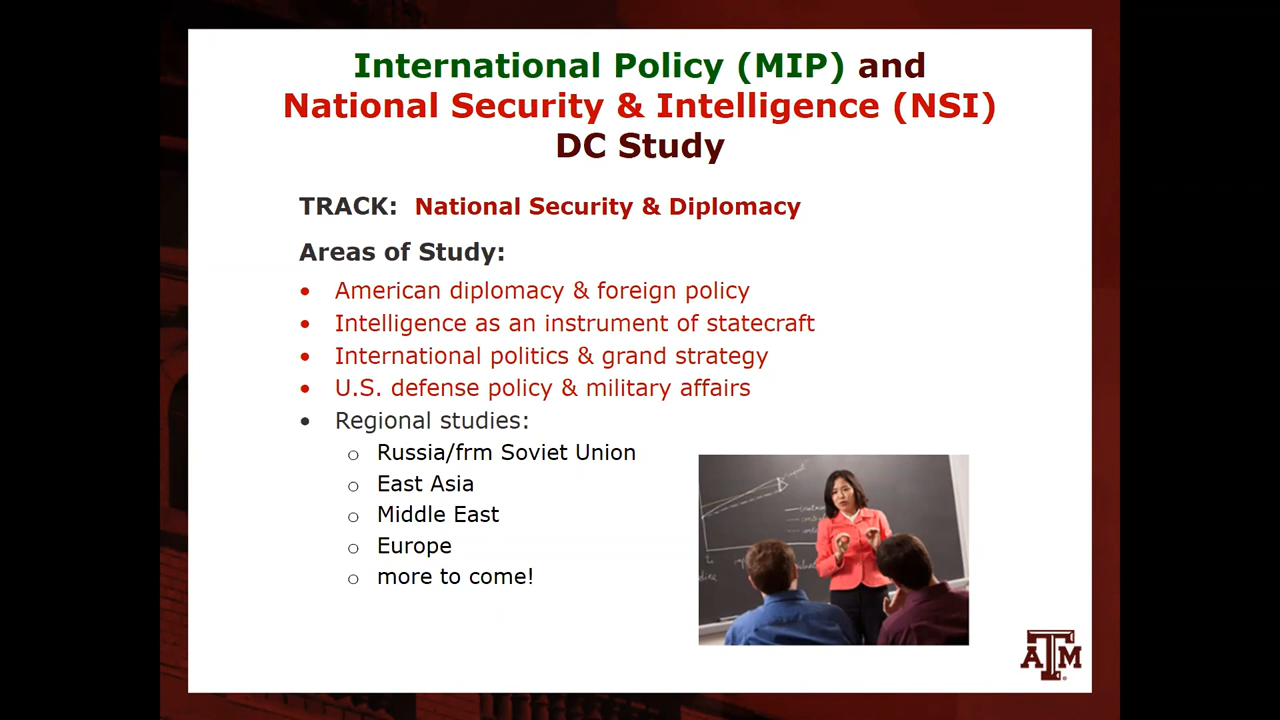 International Policy (MIP) and
National Security & Intelligence (NSI)
DC Study
TRACK: National Security & Diplomacy
Areas of Study:
• American diplomacy & foreign policy
• Intelligence as an instrument of statecraft
• International politics & grand strategy
• U.S. defense policy & military affairs
• Regional studies:
o Russia/frm Soviet Union
o East Asia
o Middle East
o Europe
o more to come!
ATM